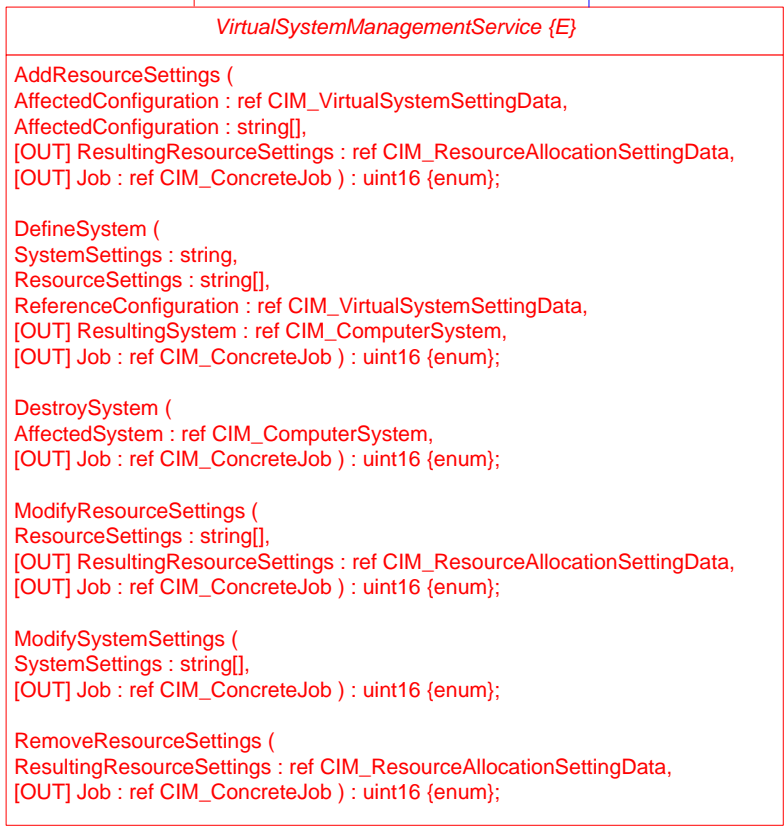 VirtualSystemManagementService {E}
AddResourceSettings (
AffectedConfiguration : ref CIM_VirtualSystemSettingData,
AffectedConfiguration : string[],
[OUT] ResultingResourceSettings : ref CIM_ResourceAllocationSettingData,
[OUT] Job : ref CIM_ConcreteJob ) : uint16 {enum};
DefineSystem (
SystemSettings : string,
ResourceSettings : string[],
ReferenceConfiguration : ref CIM_VirtualSystemSettingData,
[OUT] ResultingSystem : ref CIM_ComputerSystem,
[OUT] Job : ref CIM_ConcreteJob ) : uint16 {enum};
DestroySystem (
AffectedSystem : ref CIM_ComputerSystem,
[OUT] Job : ref CIM_ConcreteJob ) : uint16 {enum};
ModifyResourceSettings (
ResourceSettings : string[],
[OUT] ResultingResourceSettings : ref CIM_ResourceAllocationSettingData,
[OUT] Job : ref CIM_ConcreteJob ) : uint16 {enum};
ModifySystemSettings (
SystemSettings : string[],
[OUT] Job : ref CIM_ConcreteJob ) : uint16 {enum};
RemoveResourceSettings (
ResultingResourceSettings : ref CIM_ResourceAllocationSettingData,
[OUT] Job : ref CIM_ConcreteJob ) : uint16 {enum};